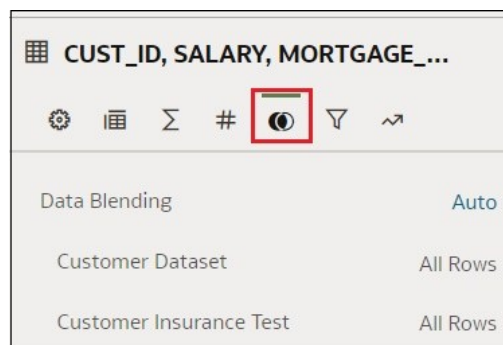 CUST_ID, SALARY, MORTGAGE_...
Data Blending Auto
Customer Dataset All Rows
Customer Insurance Test All Rows